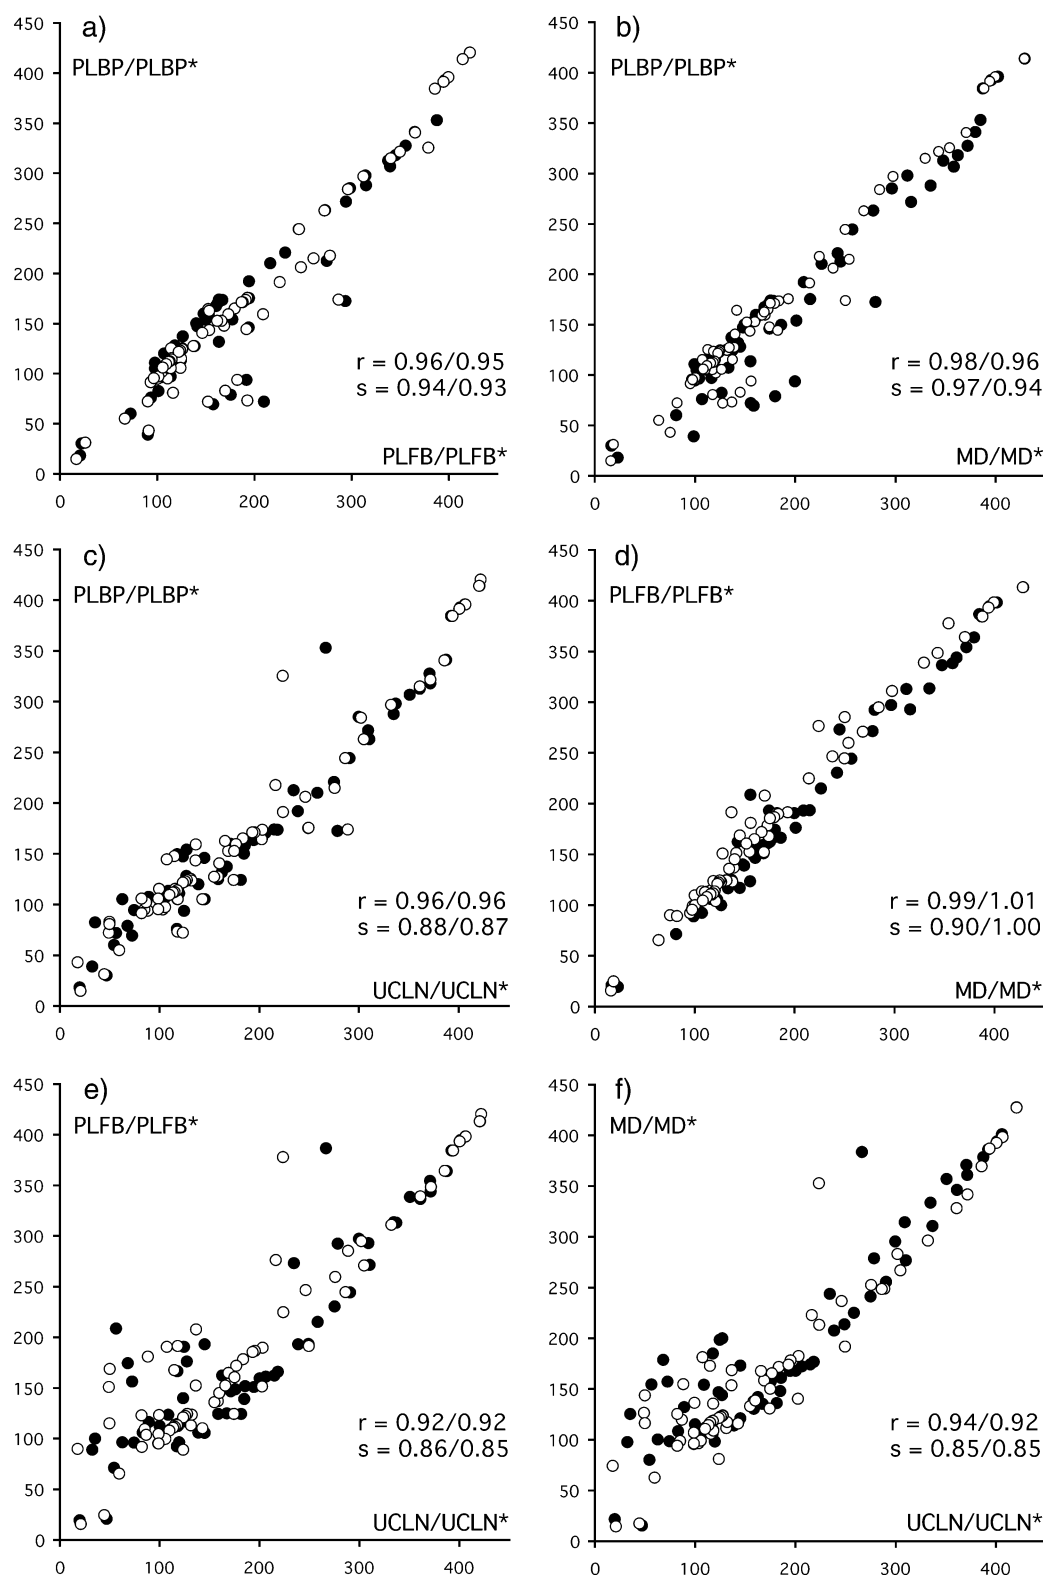 a)
PLBP/PLBP*
450
400
350
300
250
200
150
100
50
0
r = 0.96/0.95
s = 0.94/0.93
PLFB/PLFB*
0 100 200 300 400
b)
PLBP/PLBP*
450
400
350
300
250
200
150
100
50
0
r = 0.98/0.96
s = 0.97/0.94
MD/MD*
0 100 200 300 400
c)
PLBP/PLBP*
450
400
350
300
250
200
150
100
50
0
r = 0.96/0.96
s = 0.88/0.87
UCLN/UCLN*
0 100 200 300 400
d)
PLFB/PLFB*
450
400
350
300
250
200
150
100
50
0
r = 0.99/1.01
s = 0.90/1.00
MD/MD*
0 100 200 300 400
e)
PLFB/PLFB*
450
400
350
300
250
200
150
100
50
0
r = 0.92/0.92
s = 0.86/0.85
UCLN/UCLN*
0 100 200 300 400
f)
MD/MD*
450
400
350
300
250
200
150
100
50
0
r = 0.94/0.92
s = 0.85/0.85
UCLN/UCLN*
0 100 200 300 400